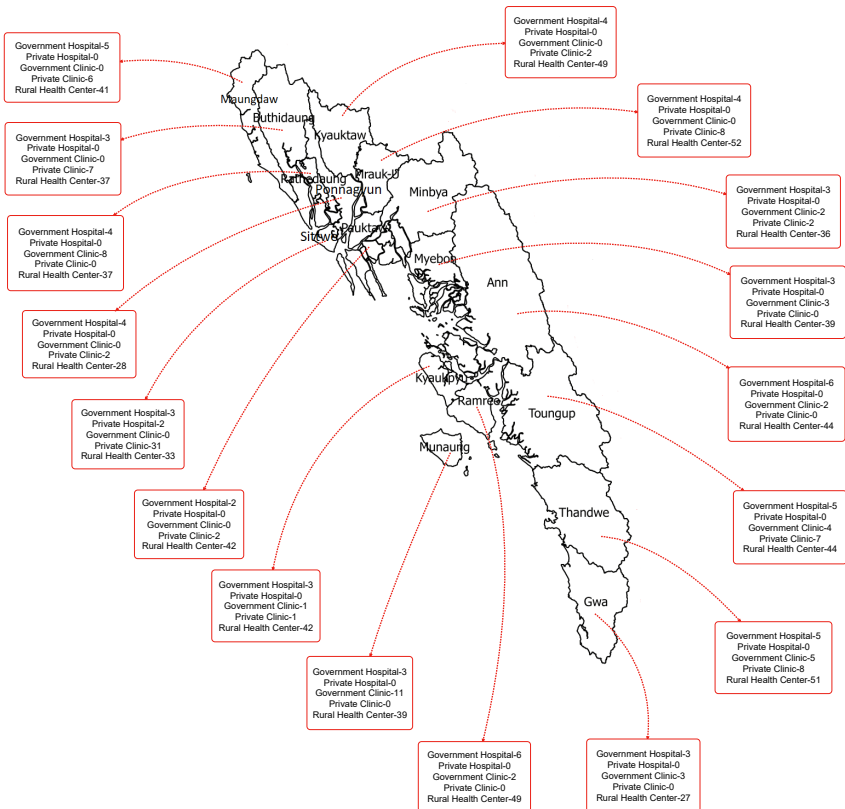 Government Hospital-4
Private Hospital-0
Government Clinic-0
Private Clinic-2
Rural Health Center-49
Government Hospital-5
Private Hospital-0
Government Clinic-0
Private Clinic-6
Rural Health Center-41
Government Hospital-4
Private Hospital-0
Government Clinic-0
Private Clinic-8
Rural Health Center-52
Maungdaw
Buthidaung
Kyauktaw
Government Hospital-3
Private Hospital-0
Government Clinic-0
Private Clinic-7
Rural Health Center-37
Mrauk-U
Rathedaung
Ponnagyun
Minbya
Government Hospital-3
Private Hospital-0
Government Clinic-2
Private Clinic-2
Rural Health Center-36
Government Hospital-4
Private Hospital-0
Government Clinic-8
Private Clinic-0
Rural Health Center-37
Pauktaw
Sittwe
Myebon
Ann
Government Hospital-3
Private Hospital-0
Government Clinic-3
Private Clinic-0
Rural Health Center-39
Government Hospital-4
Private Hospital-0
Government Clinic-0
Private Clinic-2
Rural Health Center-28
Kyaukpyu
Ramree
Toungup
Government Hospital-6
Private Hospital-0
Government Clinic-2
Private Clinic-0
Rural Health Center-44
Government Hospital-3
Private Hospital-2
Government Clinic-0
Private Clinic-31
Rural Health Center-33
Munaung
Government Hospital-2
Private Hospital-0
Government Clinic-0
Private Clinic-2
Rural Health Center-42
Thandwe
Government Hospital-5
Private Hospital-0
Government Clinic-4
Private Clinic-7
Rural Health Center-44
Government Hospital-3
Private Hospital-0
Government Clinic-1
Private Clinic-1
Rural Health Center-42
Gwa
Government Hospital-5
Private Hospital-0
Government Clinic-5
Private Clinic-8
Rural Health Center-51
Government Hospital-3
Private Hospital-0
Government Clinic-11
Private Clinic-0
Rural Health Center-39
Government Hospital-6
Private Hospital-0
Government Clinic-2
Private Clinic-0
Rural Health Center-49
Government Hospital-3
Private Hospital-0
Government Clinic-3
Private Clinic-0
Rural Health Center-27